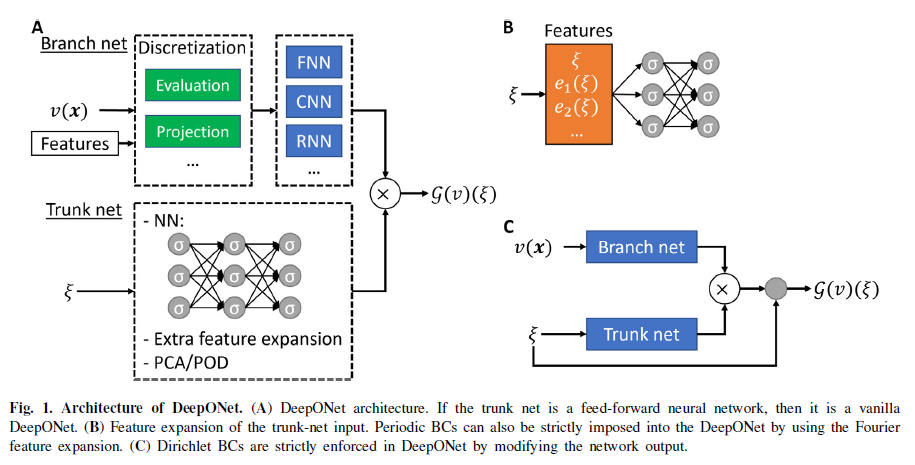 A
Branch net
Discretization
Evaluation
Projection
...
v(x)
Features
FNN
CNN
RNN
...
×
𝒢(v)(ξ)
Trunk net
- NN:
σ σ σ
σ σ σ
σ σ σ
ξ
- Extra feature expansion
- PCA/POD
B
Features
ξ
ξ
e₁(ξ)
e₂(ξ)
...
σ σ
σ σ
σ σ
C
v(x)
Branch net
×
𝒢(v)(ξ)
ξ
Trunk net
Fig. 1. Architecture of DeepONet. (A) DeepONet architecture. If the trunk net is a feed-forward neural network, then it is a vanilla
DeepONet. (B) Feature expansion of the trunk-net input. Periodic BCs can also be strictly imposed into the DeepONet by using the Fourier
feature expansion. (C) Dirichlet BCs are strictly enforced in DeepONet by modifying the network output.